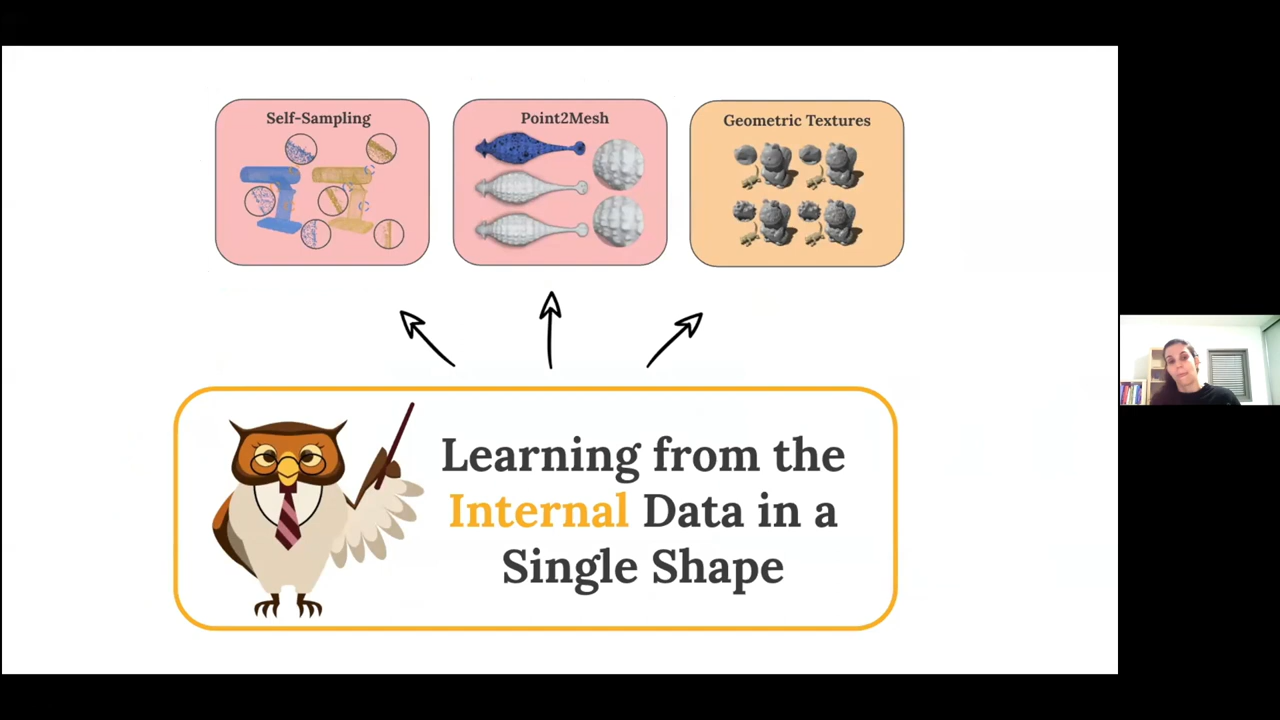 Self-Sampling
Point2Mesh
Geometric Textures
Learning from the
Internal Data in a
Single Shape